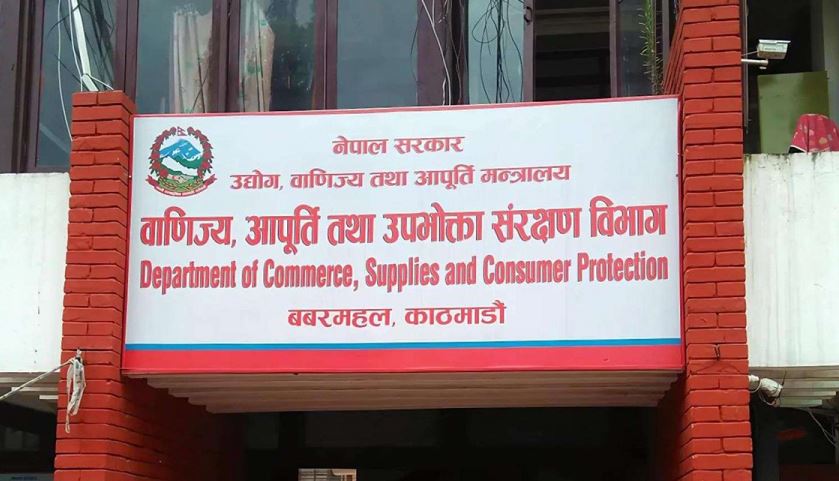 नेपाल सरकार
उद्योग, वाणिज्य तथा आपूर्ति मन्त्रालय
वाणिज्य, आपूर्ति तथा उपभोक्ता संरक्षण विभाग
Department of Commerce, Supplies and Consumer Protection
बबरमहल, काठमाडौं